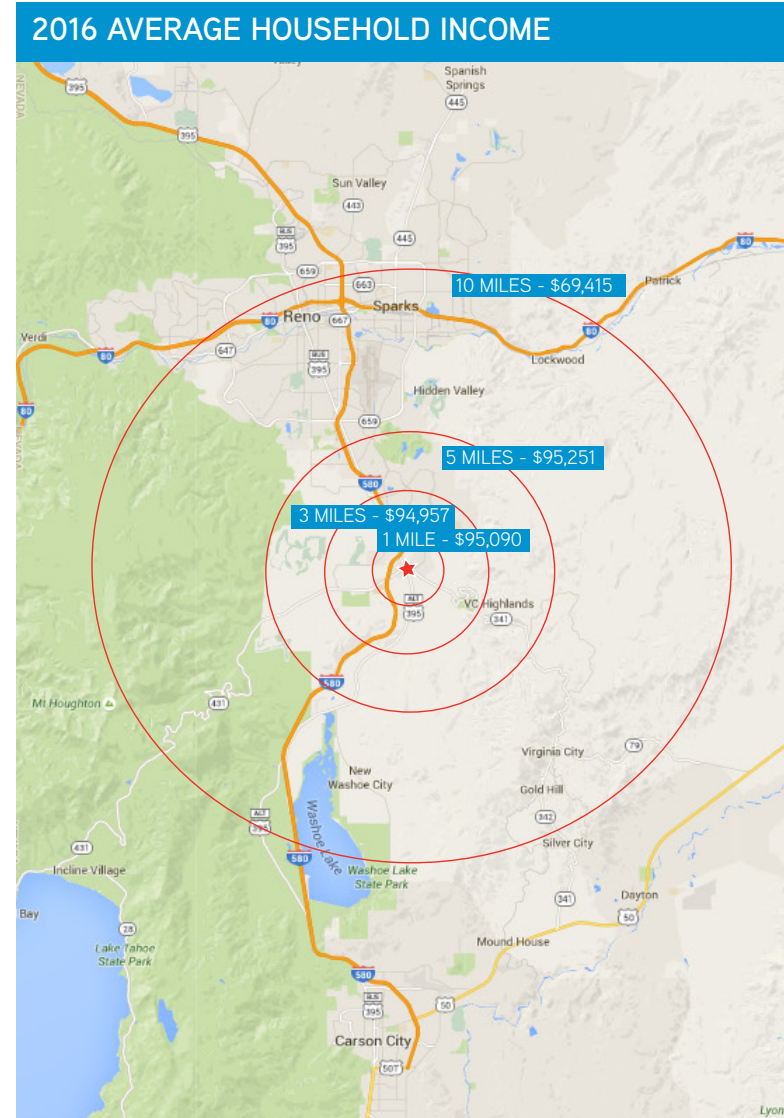 2016 AVERAGE HOUSEHOLD INCOME
Spanish
Springs
395
445
NEVADA
395
Sun Valley
443
BUS
395
445
659
10 MILES - $69,415
Patrick
80
663
Sparks
Reno
80
667
80
Verdi
647
80
BUS
395
Lockwood
Hidden Valley
80
659
5 MILES - $95,251
NEVADA
580
3 MILES - $94,957
1 MILE - $95,090
ALT
395
VC Highlands
341
580
Mt Houghton
431
Virginia City
79
New
Washoe City
Gold Hill
ALT
395
342
Washoe Lake
Silver City
431
580
Incline Village
Washoe Lake
State Park
341
Dayton
50
Bay
28
Mound House
Lake Tahoe
State Park
580
BUS
395
50
Carson City
50T
Lyon